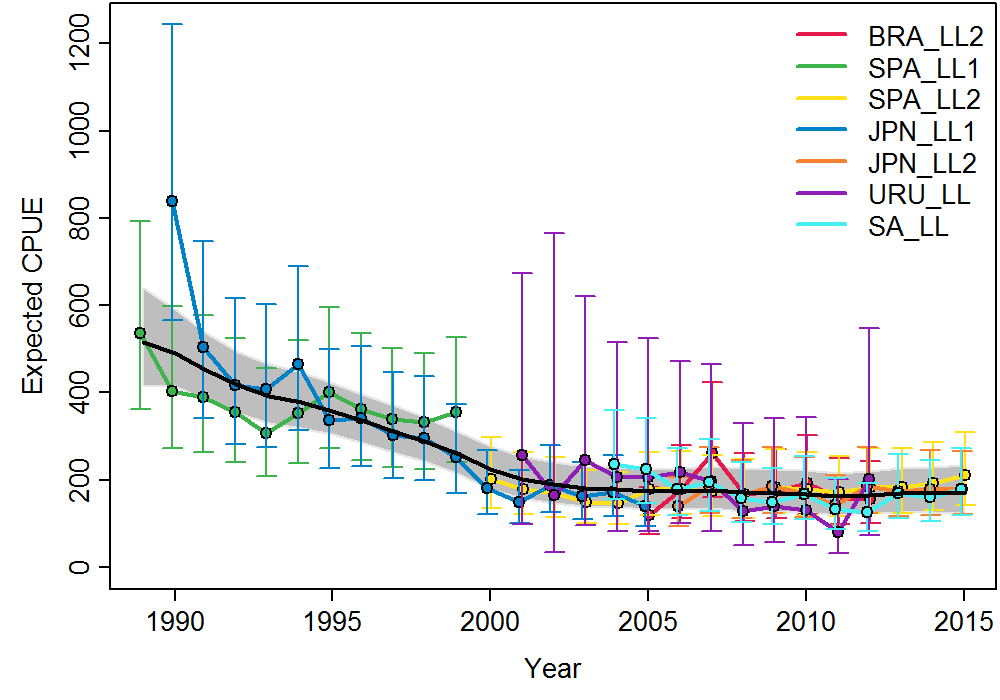 Expected CPUE
1200
1000
800
600
400
200
0
BRA_LL2
SPA_LL1
SPA_LL2
JPN_LL1
JPN_LL2
URU_LL
SA_LL
1990 1995 2000 2005 2010 2015
Year